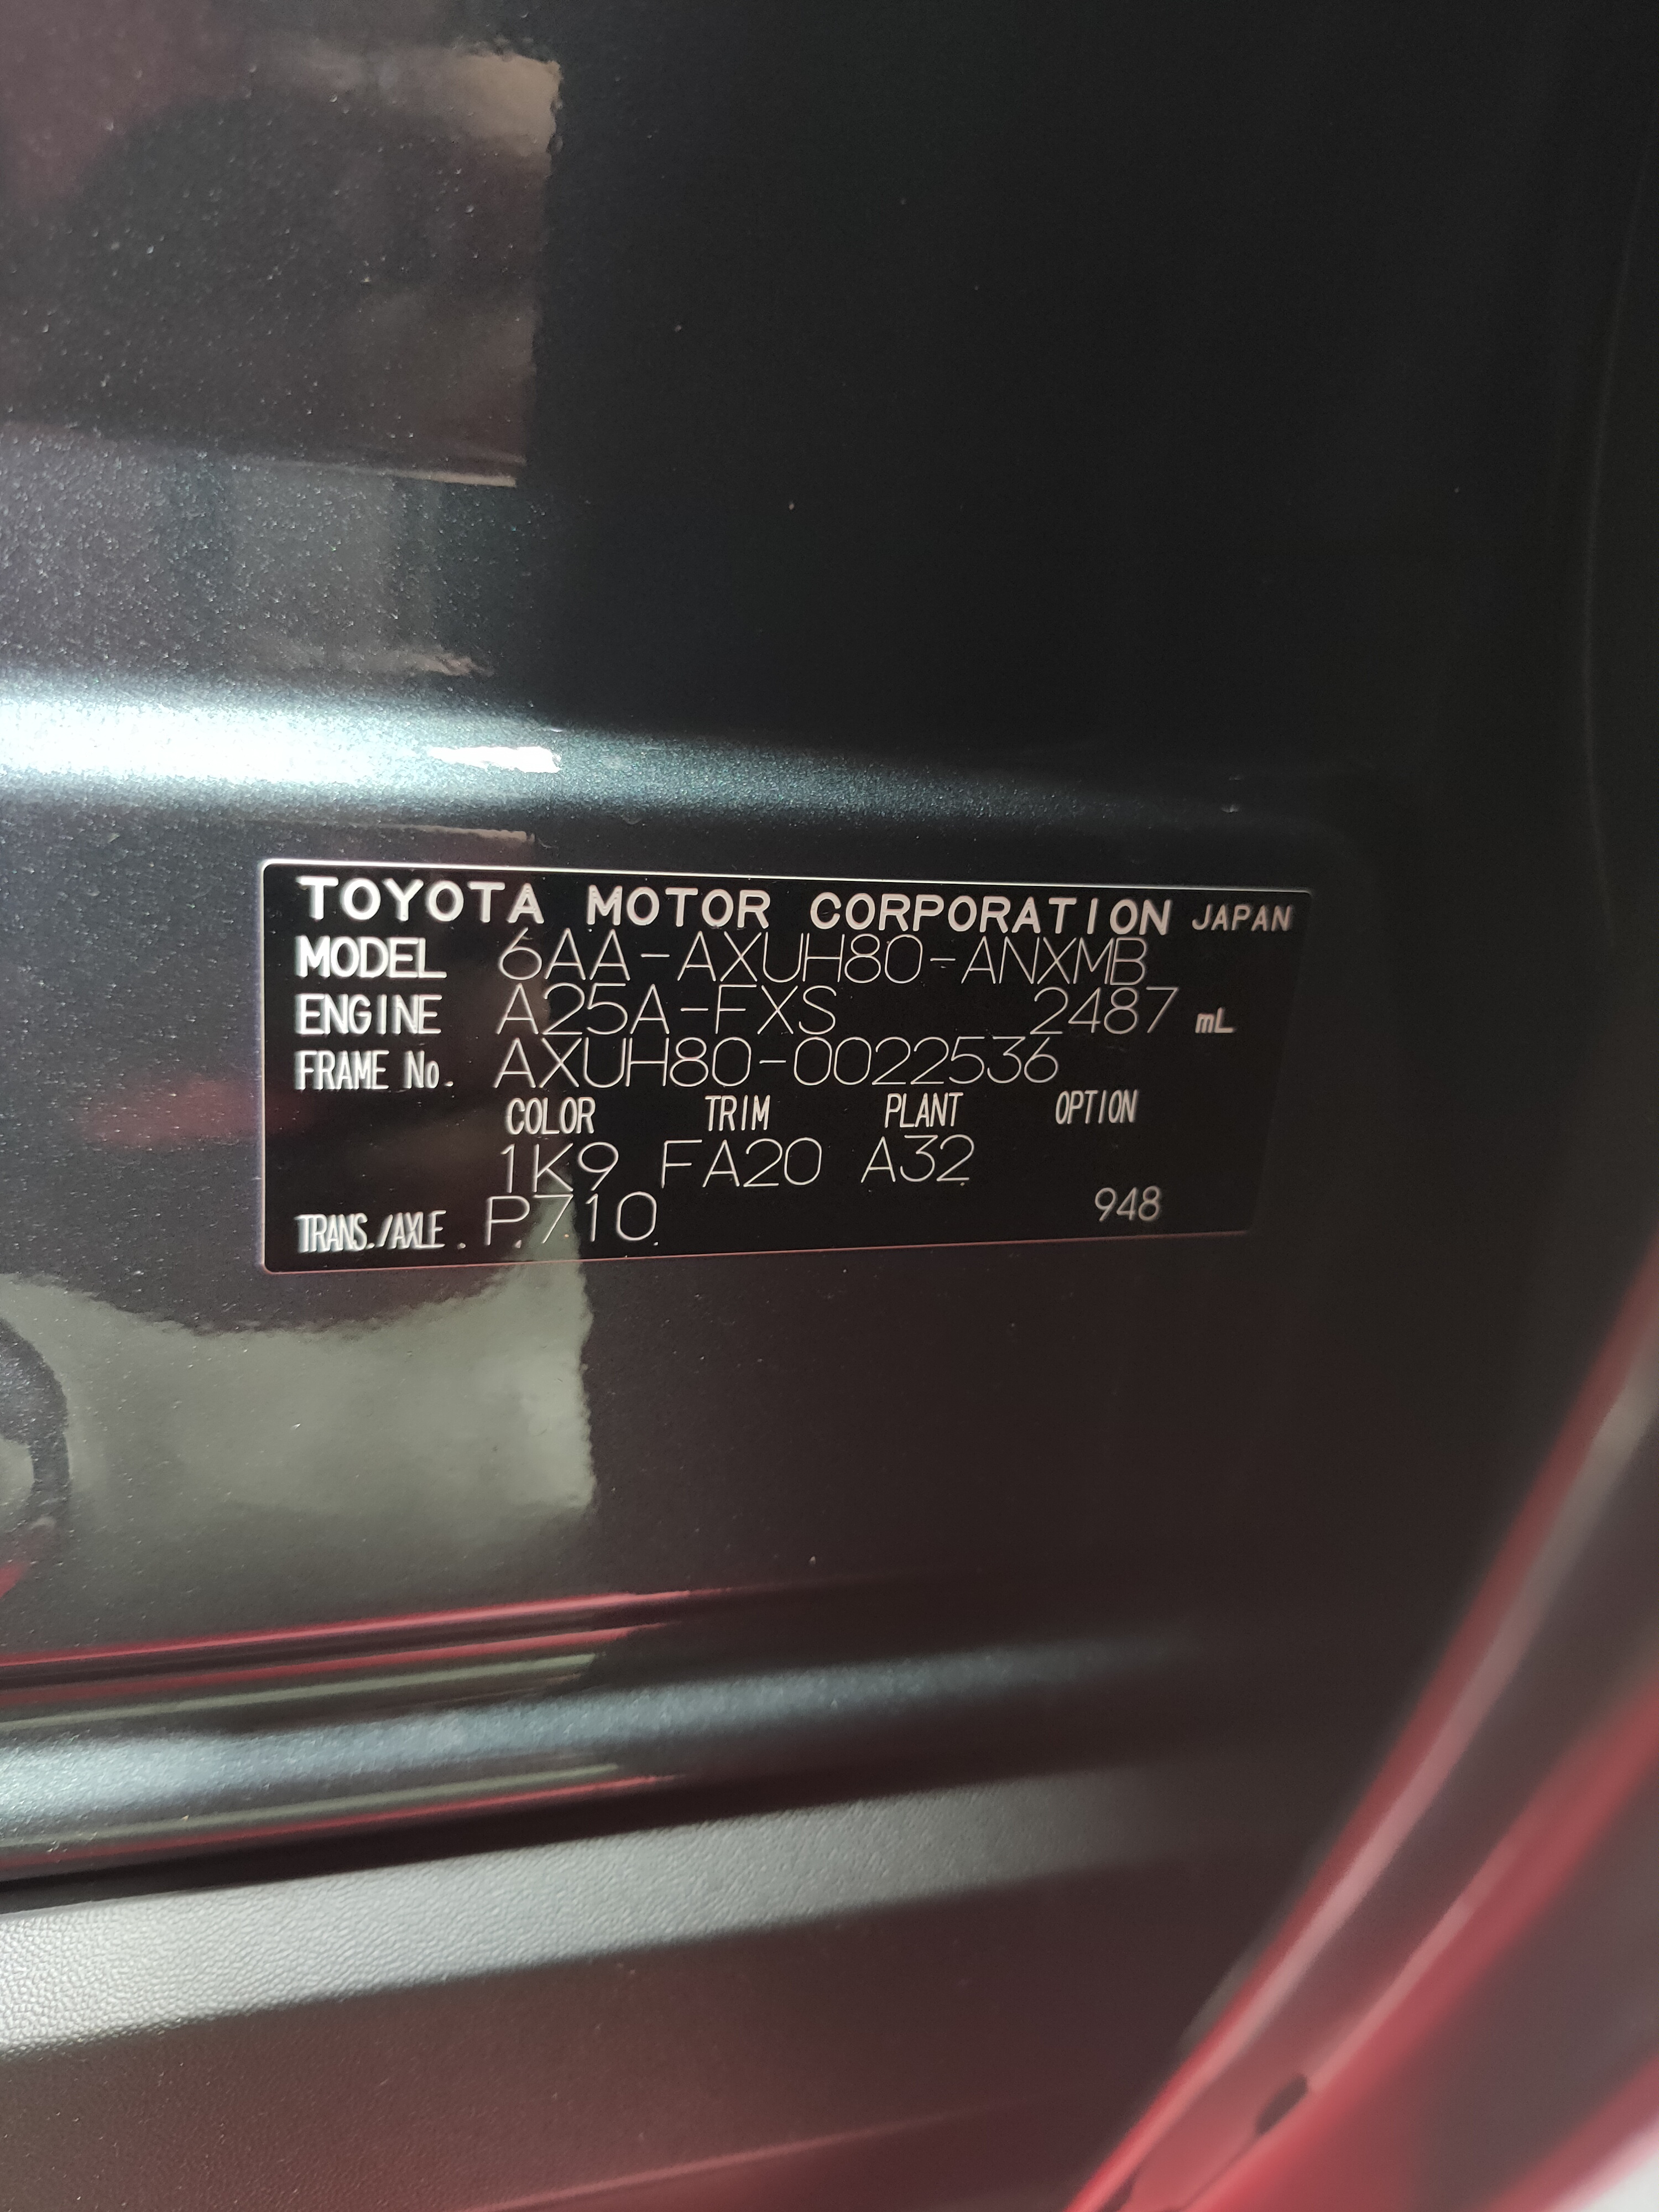 TOYOTA MOTOR CORPORATION JAPAN
MODEL 6AA-AXUH80-ANXMB
ENGINE A25A-FXS 2487 mL
FRAME No. AXUH80-0022536
COLOR TRIM PLANT OPTION
1K9 FA20 A32
TRANS./AXLE. P710 948